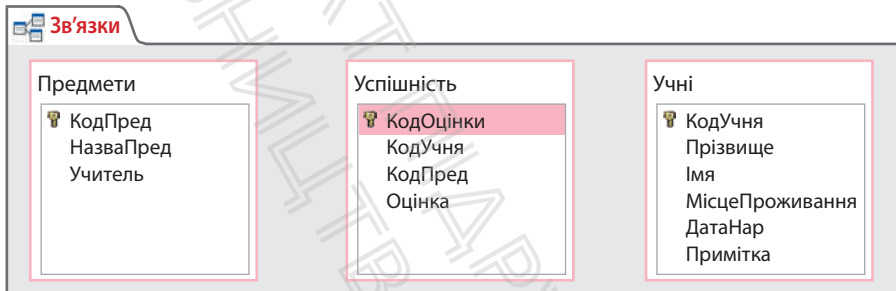 Зв’язки
Предмети
КодПред
НазваПред
Учитель
Успішність
КодОцінки
КодУчня
КодПред
Оцінка
Учні
КодУчня
Прізвище
Імя
МісцеПроживання
ДатаНар
Примітка